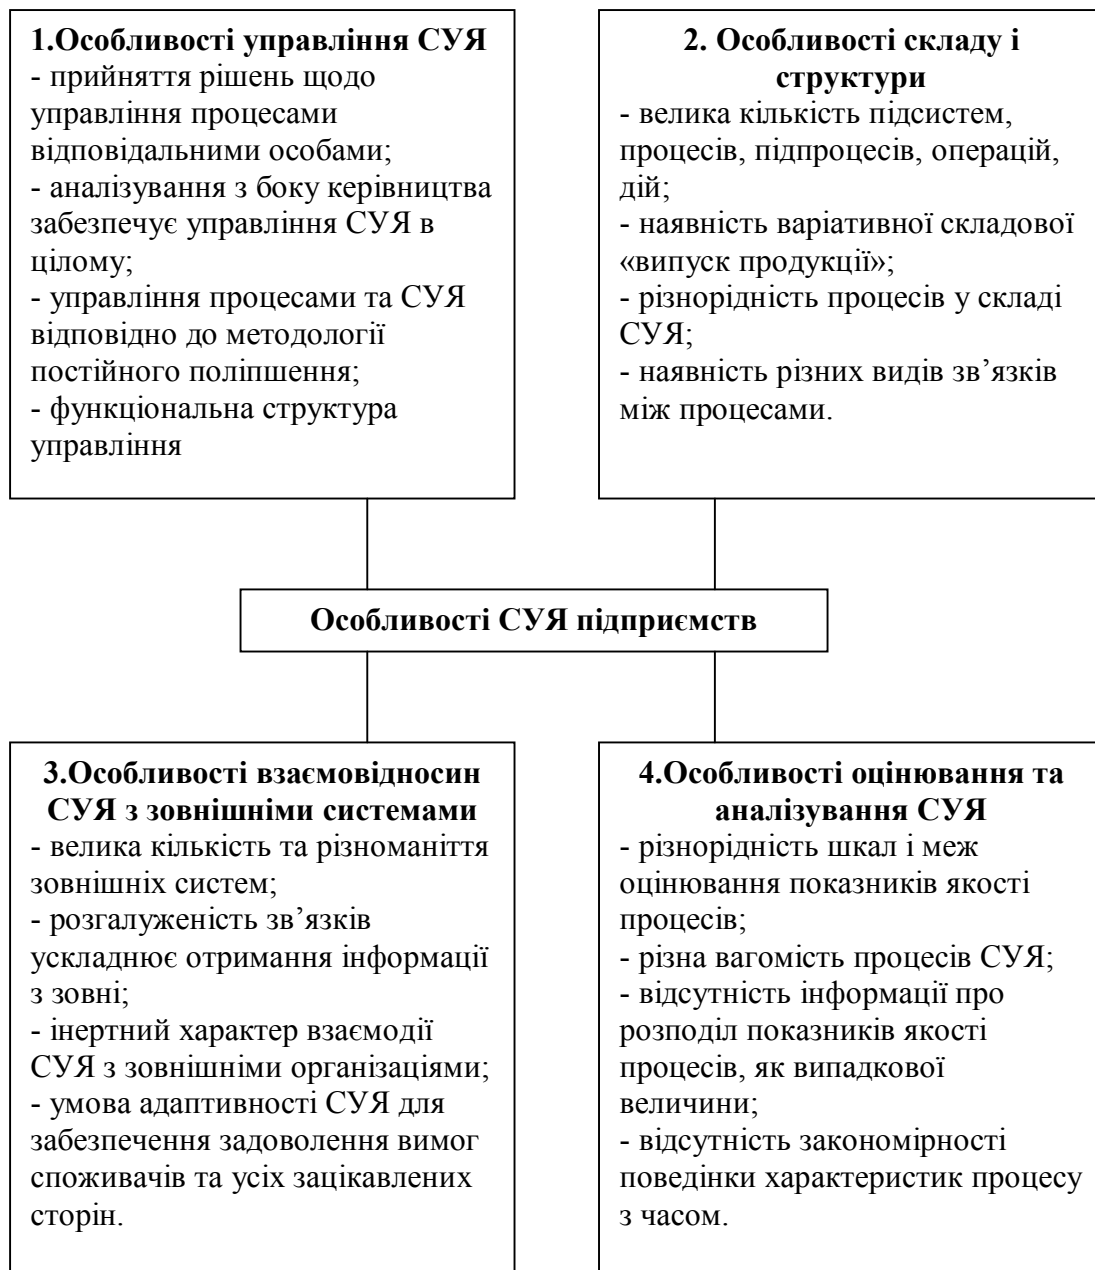 1.Особливості управління СУЯ
- прийняття рішень щодо
управління процесами
відповідальними особами;
- аналізування з боку керівництва
забезпечує управління СУЯ в
цілому;
- управління процесами та СУЯ
відповідно до методології
постійного поліпшення;
- функціональна структура
управління
2. Особливості складу і
структури
- велика кількість підсистем,
процесів, підпроцесів, операцій,
дій;
- наявність варіативної складової
«випуск продукції»;
- різнорідність процесів у складі
СУЯ;
- наявність різних видів зв’язків
між процесами.
Особливості СУЯ підприємств
3.Особливості взаємовідносин
СУЯ з зовнішніми системами
- велика кількість та різноманіття
зовнішніх систем;
- розгалуженість зв’язків
ускладнює отримання інформації
з зовні;
- інертний характер взаємодії
СУЯ з зовнішніми організаціями;
- умова адаптивності СУЯ для
забезпечення задоволення вимог
споживачів та усіх зацікавлених
сторін.
4.Особливості оцінювання та
аналізування СУЯ
- різнорідність шкал і меж
оцінювання показників якості
процесів;
- різна вагомість процесів СУЯ;
- відсутність інформації про
розподіл показників якості
процесів, як випадкової
величини;
- відсутність закономірності
поведінки характеристик процесу
з часом.